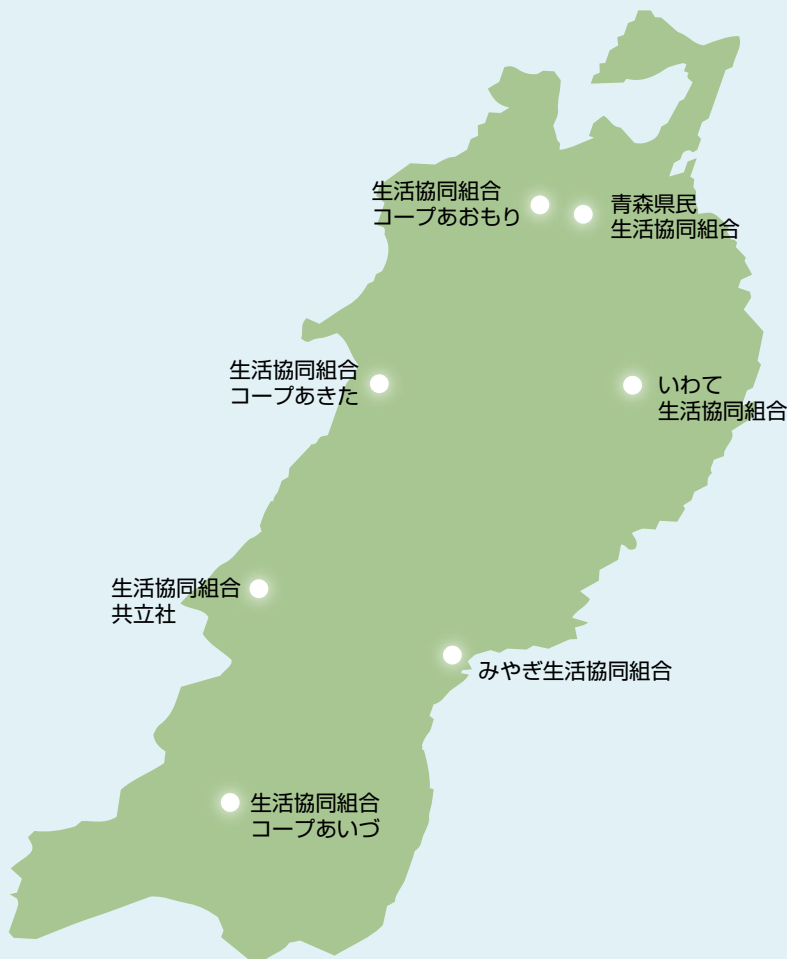 生活協同組合
コープあおもり
青森県民
生活協同組合
生活協同組合
コープあきた
いわて
生活協同組合
生活協同組合
共立社
みやぎ生活協同組合
生活協同組合
コープあいづ